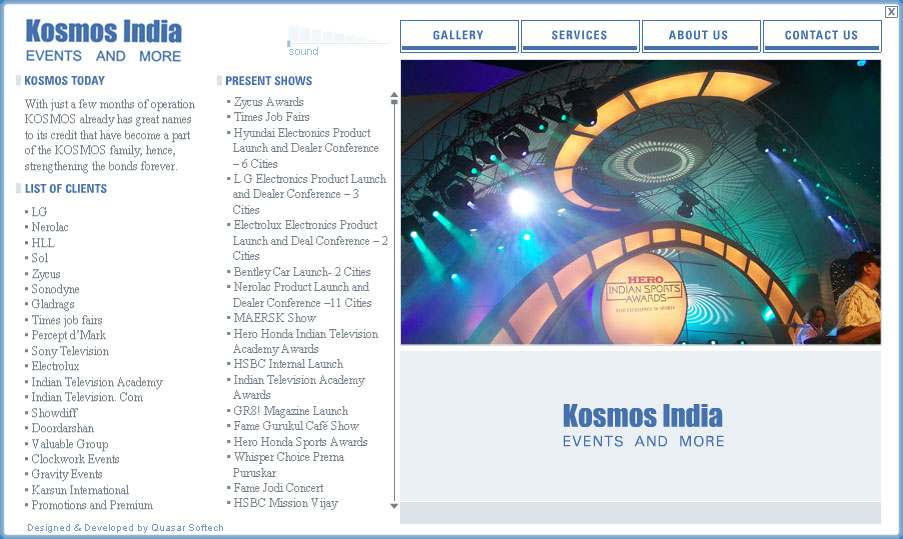 Kosmos India
EVENTS AND MORE
sound
GALLERY
SERVICES
ABOUT US
CONTACT US
KOSMOS TODAY
With just a few months of operation
KOSMOS already has great names
to its credit that have become a part
of the KOSMOS family, hence,
strengthening the bonds forever.
LIST OF CLIENTS
▪ LG
▪ Nerolac
▪ HLL
▪ Sol
▪ Zycus
▪ Sonodyne
▪ Gladrags
▪ Times job fairs
▪ Percept d'Mark
▪ Sony Television
▪ Electrolux
▪ Indian Television Academy
▪ Indian Television. Com
▪ Showdiff
▪ Doordarshan
▪ Valuable Group
▪ Clockwork Events
▪ Gravity Events
▪ Karsun International
▪ Promotions and Premium
PRESENT SHOWS
▪ Zycus Awards
▪ Times Job Fairs
▪ Hyundai Electronics Product
Launch and Dealer Conference
– 6 Cities
▪ L G Electronics Product Launch
and Dealer Conference – 3
Cities
▪ Electrolux Electronics Product
Launch and Deal Conference – 2
Cities
▪ Bentley Car Launch- 2 Cities
▪ Nerolac Product Launch and
Dealer Conference –11 Cities
▪ MAERSK Show
▪ Hero Honda Indian Television
Academy Awards
▪ HSBC Internal Launch
▪ Indian Television Academy
Awards
▪ GR8! Magazine Launch
▪ Fame Gurukul Café Show
▪ Hero Honda Sports Awards
▪ Whisper Choice Prerna
Puruskar
▪ Fame Jodi Concert
▪ HSBC Mission Vijay
HERO
INDIAN SPORTS
AWARDS
FOR EXCELLENCE IN SPORTS
Kosmos India
EVENTS AND MORE
Designed & Developed by Quasar Softech